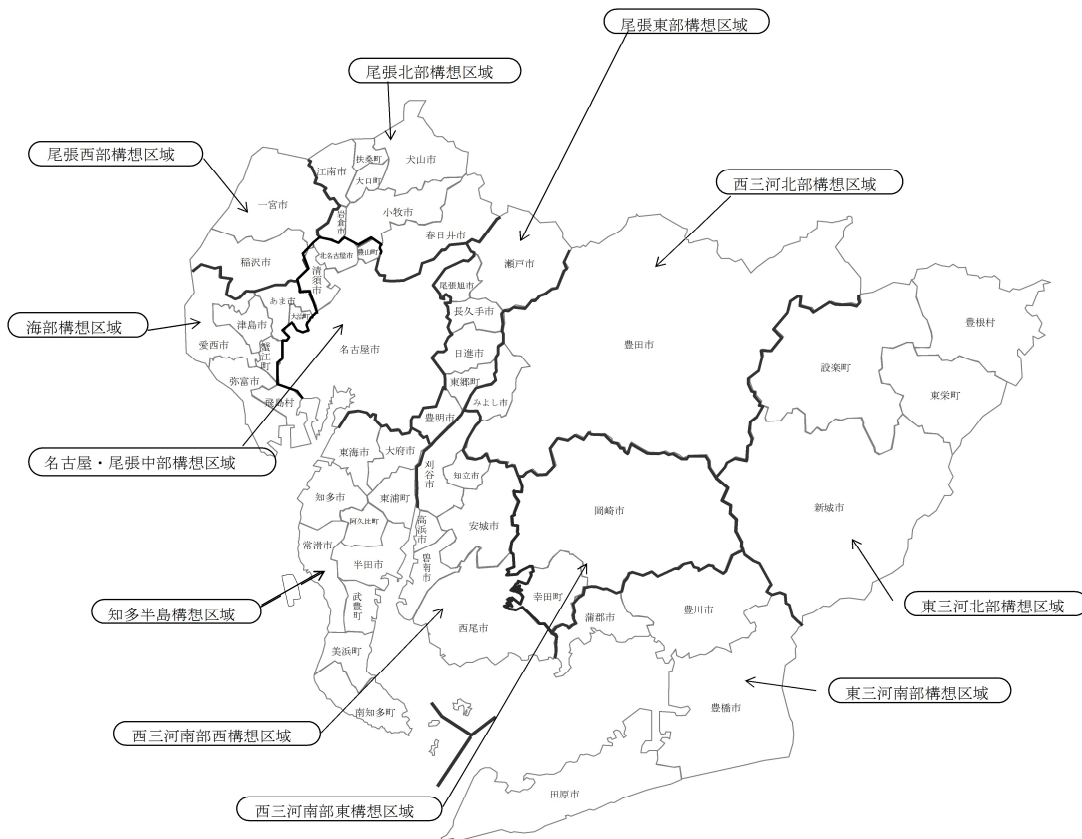 尾張東部構想区域
尾張北部構想区域
尾張西部構想区域
西三河北部構想区域
海部構想区域
名古屋・尾張中部構想区域
知多半島構想区域
東三河北部構想区域
東三河南部構想区域
西三河南部西構想区域
西三河南部東構想区域
扶桑町
犬山市
江南市
大口町
一宮市
岩倉市
小牧市
春日井市
瀬戸市
稲沢市
北名古屋市
豊山町
清須市
尾張旭市
あま市
大治町
長久手市
津島市
愛西市
蟹江町
名古屋市
日進市
豊田市
豊根村
設楽町
東栄町
弥富市
飛島村
東郷町
みよし市
豊明市
東海市
大府市
刈谷市
知立市
知多市
東浦町
岡崎市
新城市
阿久比町
高浜市
安城市
常滑市
半田市
碧南市
武豊町
幸田町
蒲郡市
豊川市
西尾市
美浜町
南知多町
豊橋市
田原市